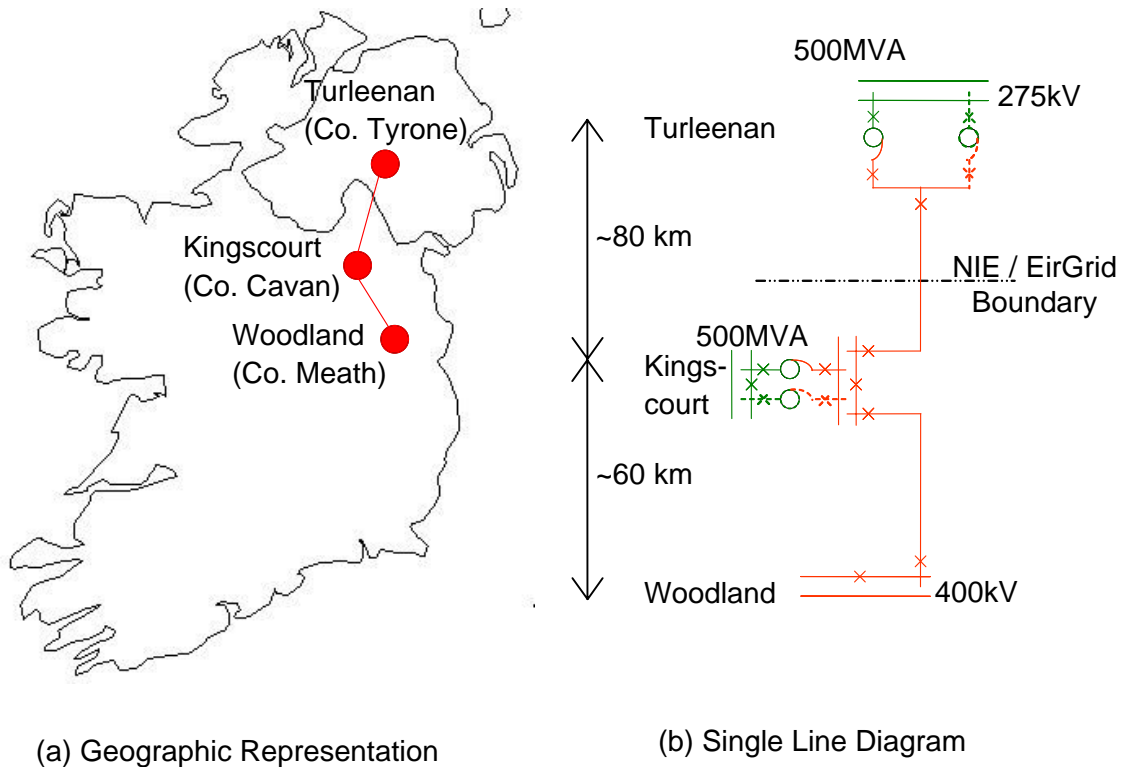 Turleenan
(Co. Tyrone)
Kingscourt
(Co. Cavan)
Woodland
(Co. Meath)
(a) Geographic Representation
500MVA
275kV
Turleenan
~80 km
NIE / EirGrid
Boundary
500MVA
Kings-
court
~60 km
Woodland
400kV
(b) Single Line Diagram